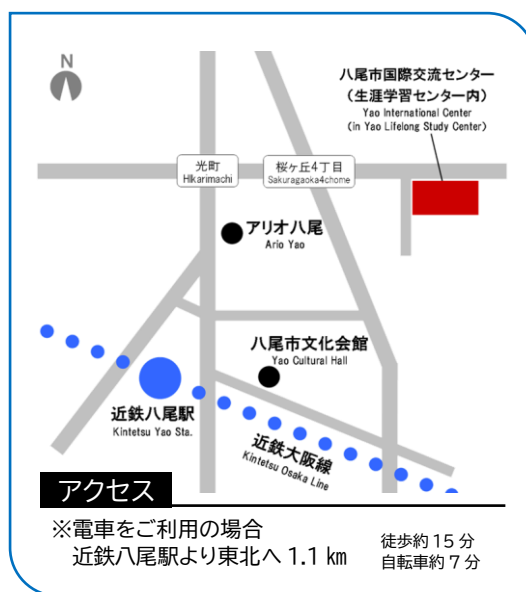 N
八尾市国際交流センター
（生涯学習センター内）
Yao International Center
(in Yao Lifelong Study Center)
光町
Hikarimachi
桜ヶ丘4丁目
Sakuragaoka4chome
アリオ八尾
Ario Yao
八尾市文化会館
Yao Cultural Hall
近鉄八尾駅
Kintetsu Yao Sta.
近鉄大阪線
Kintetsu Osaka Line
アクセス
※電車をご利用の場合
近鉄八尾駅より東北へ 1.1 km
徒歩約 15 分
自転車約 7 分